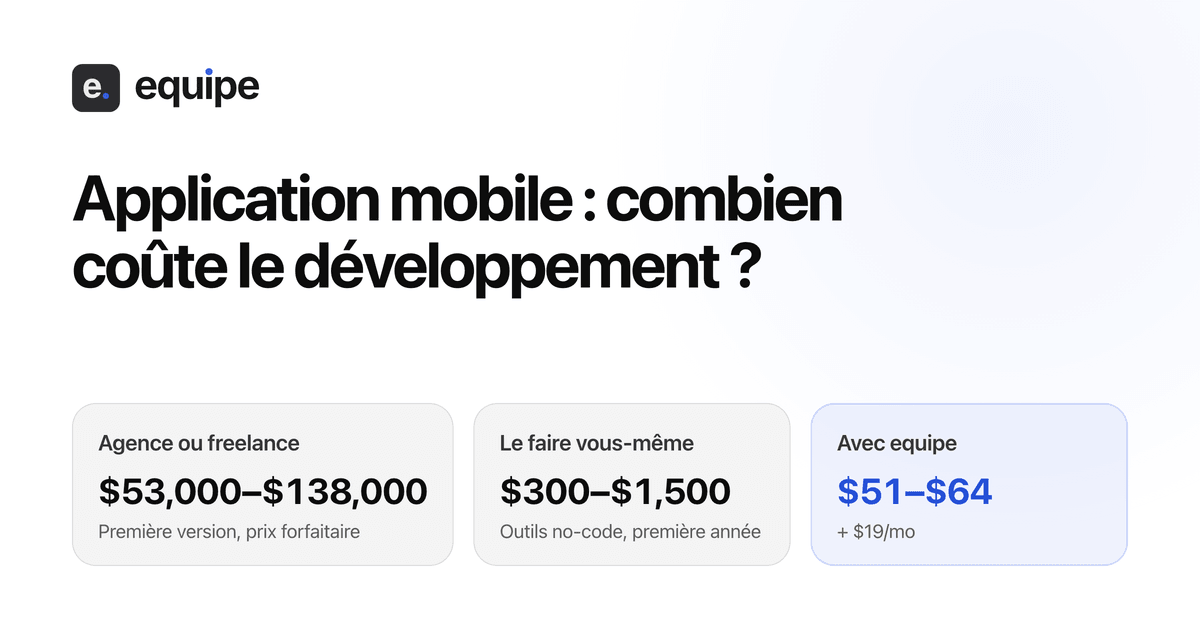 e.
equipe
Application mobile : combien
coûte le développement ?
Agence ou freelance
$53,000–$138,000
Première version, prix forfaitaire
Le faire vous-même
$300–$1,500
Outils no-code, première année
Avec equipe
$51–$64
+ $19/mo